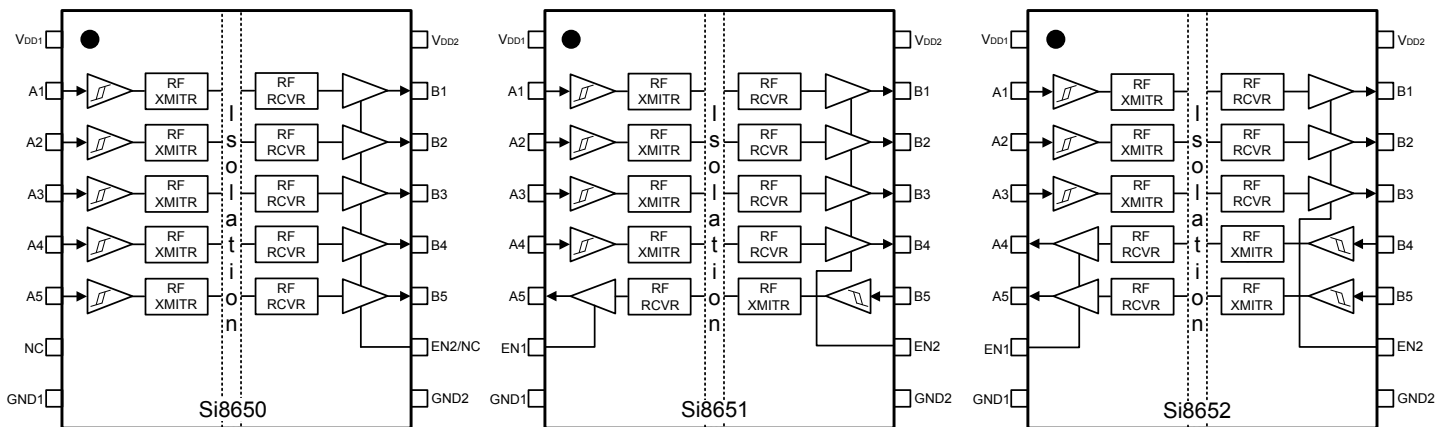 VDD1
VDD2
A1
RF XMITR
RF RCVR
B1
A2
RF XMITR
RF RCVR
B2
A3
RF XMITR
RF RCVR
B3
A4
RF XMITR
RF RCVR
B4
A5
RF XMITR
RF RCVR
B5
Isolation
NC
EN2/NC
GND1
GND2
Si8650
VDD1
VDD2
A1
RF XMITR
RF RCVR
B1
A2
RF XMITR
RF RCVR
B2
A3
RF XMITR
RF RCVR
B3
A4
RF XMITR
RF RCVR
B4
A5
RF RCVR
RF XMITR
B5
Isolation
EN1
EN2
GND1
GND2
Si8651
VDD1
VDD2
A1
RF XMITR
RF RCVR
B1
A2
RF XMITR
RF RCVR
B2
A3
RF XMITR
RF RCVR
B3
A4
RF RCVR
RF XMITR
B4
A5
RF RCVR
RF XMITR
B5
Isolation
EN1
EN2
GND1
GND2
Si8652